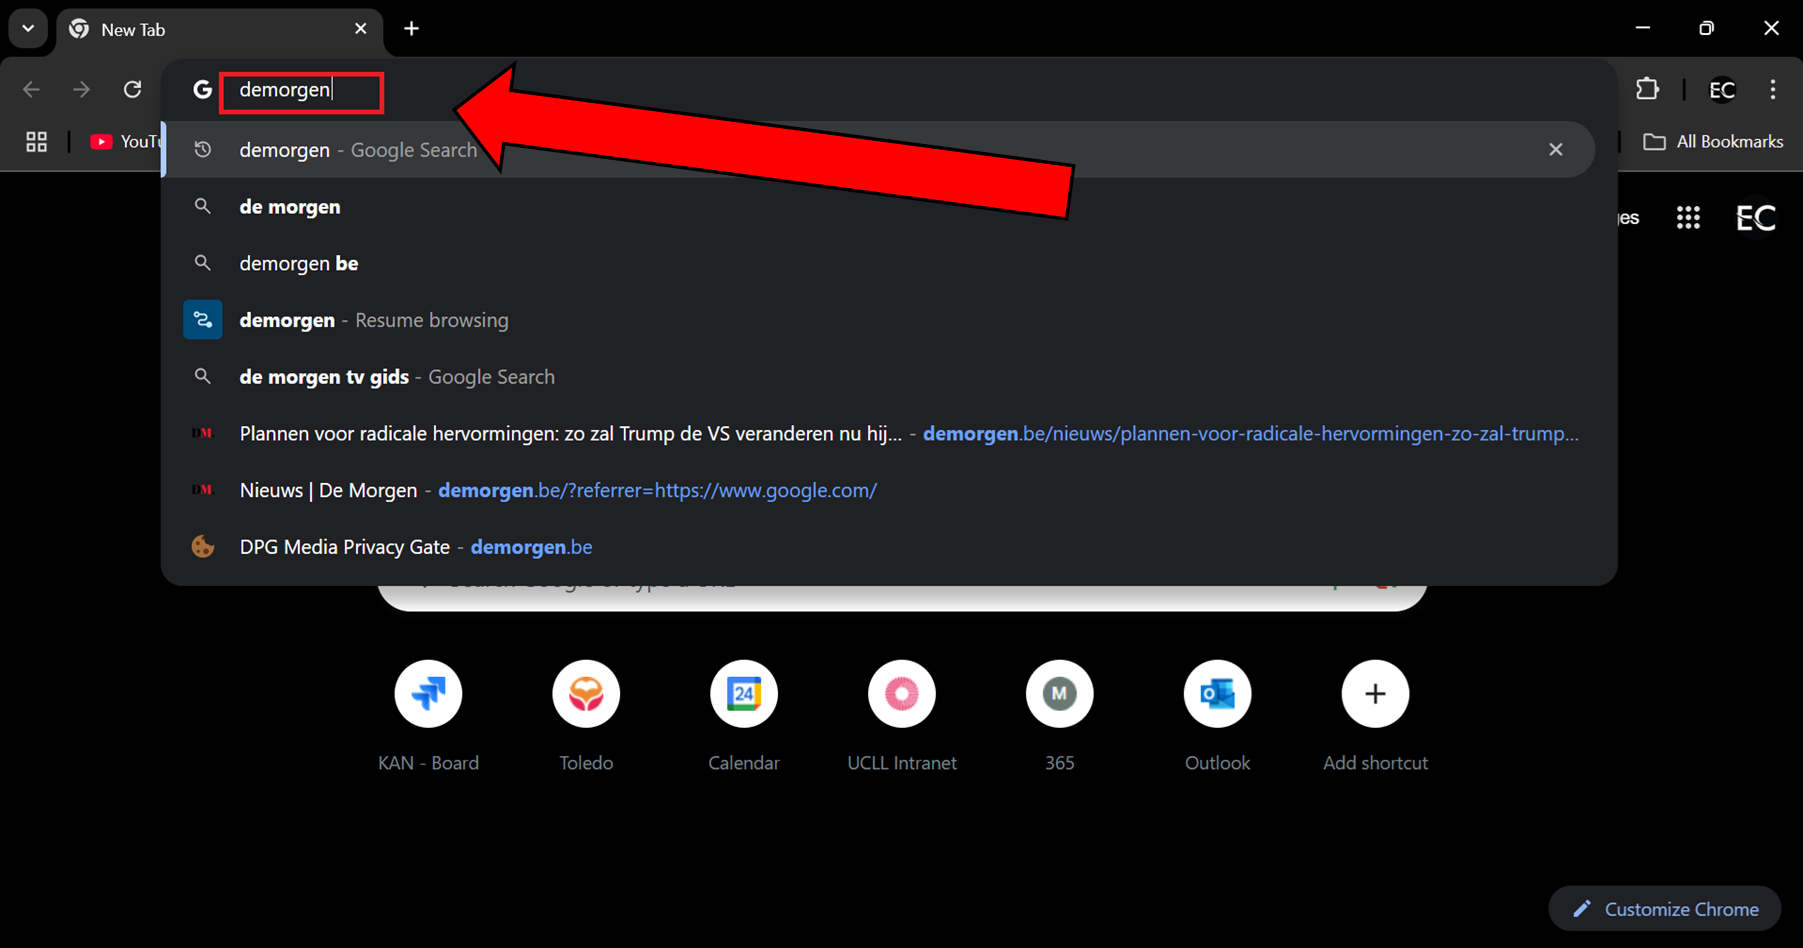 New Tab
demorgen
EC
YouTu
All Bookmarks
demorgen - Google Search
de morgen
demorgen be
demorgen - Resume browsing
de morgen tv gids - Google Search
DM Plannen voor radicale hervormingen: zo zal Trump de VS veranderen nu hij... - demorgen.be/nieuws/plannen-voor-radicale-hervormingen-zo-zal-trump...
DM Nieuws | De Morgen - demorgen.be/?referrer=https://www.google.com/
DPG Media Privacy Gate - demorgen.be
ges
EC
24
M
KAN - Board
Toledo
Calendar
UCLL Intranet
365
Outlook
Add shortcut
Customize Chrome